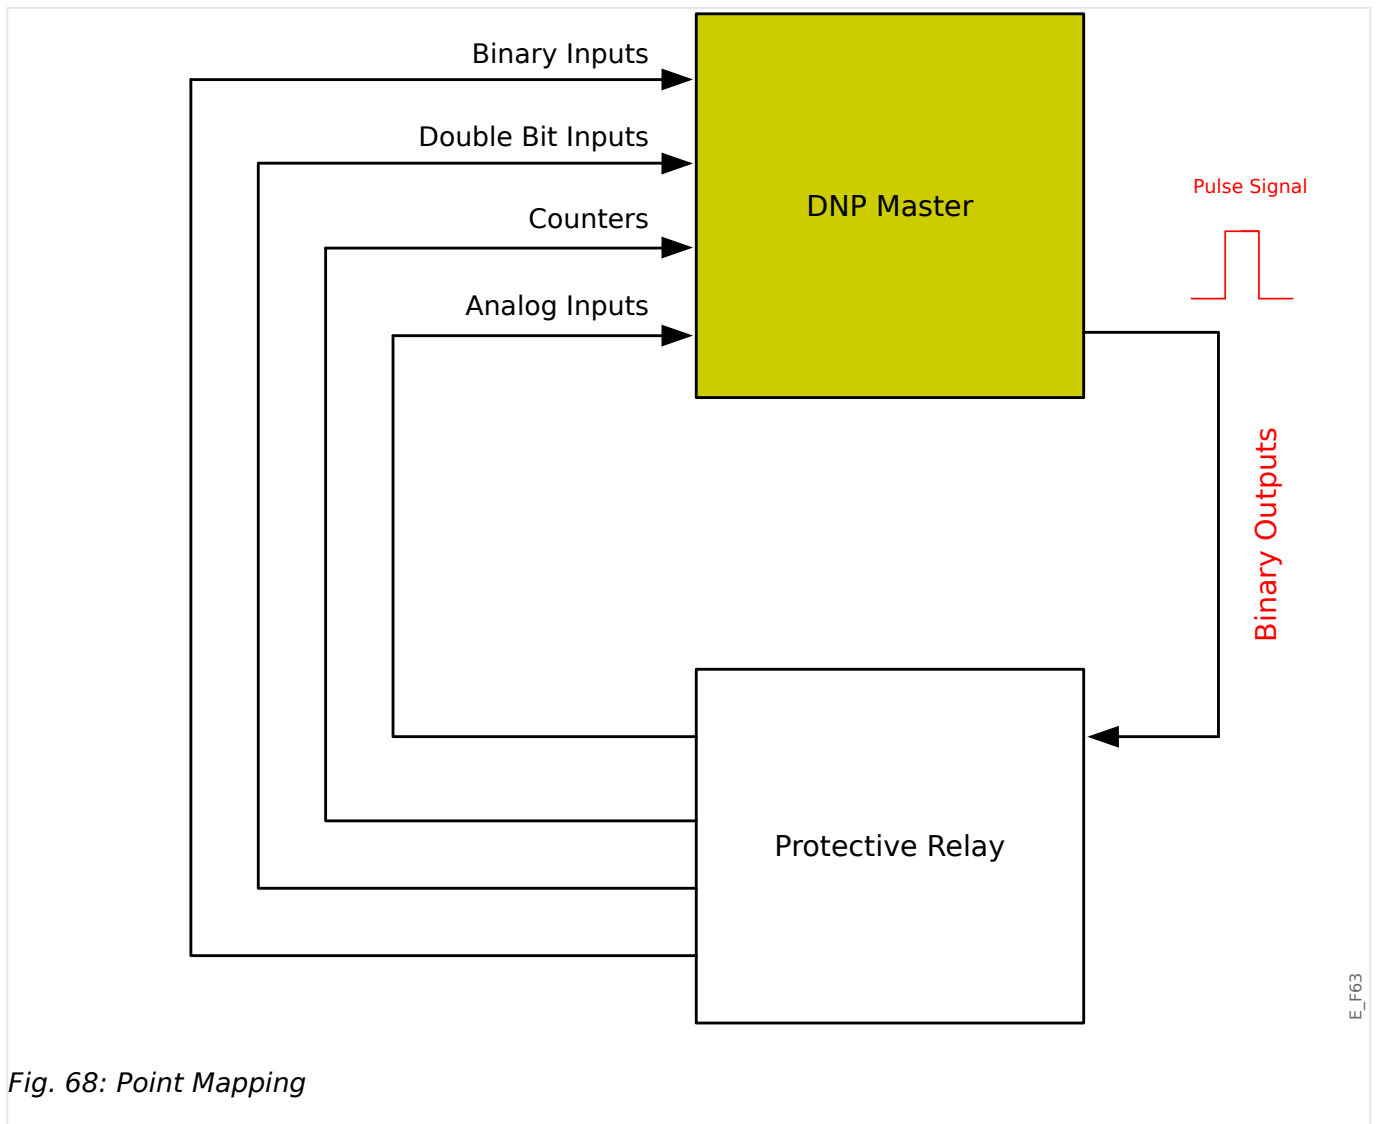 Binary Inputs
Double Bit Inputs
Counters
Analog Inputs
DNP Master
Pulse Signal
Binary Outputs
Protective Relay
E_F63
Fig. 68: Point Mapping